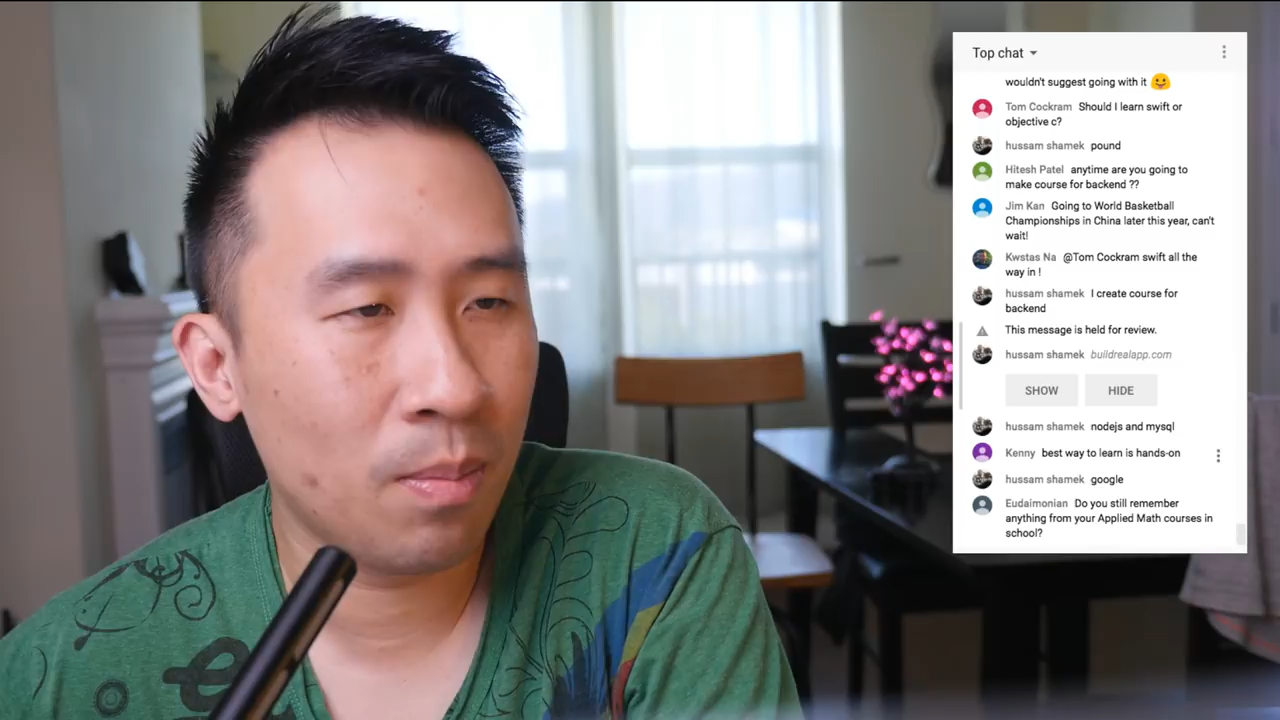 Top chat
wouldn't suggest going with it
Tom Cockram Should I learn swift or
objective c?
hussam shamek pound
Hitesh Patel anytime are you going to
make course for backend ??
Jim Kan Going to World Basketball
Championships in China later this year, can't
wait!
Kwstas Na @Tom Cockram swift all the
way in !
hussam shamek I create course for
backend
This message is held for review.
hussam shamek buildrealapp.com
SHOW HIDE
hussam shamek nodejs and mysql
Kenny best way to learn is hands-on
hussam shamek google
Eudaimonian Do you still remember
anything from your Applied Math courses in
school?